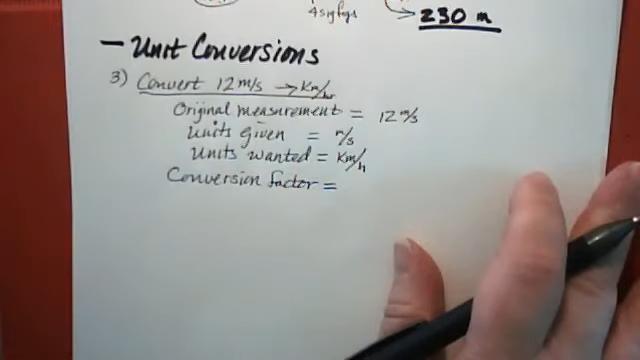 4 sig figs
230 m
- Unit Conversions
3) Convert 12 m/s → Km/hr
Original measurement = 12 m/s
Units given = m/s
Units wanted = Km/h
Conversion factor =